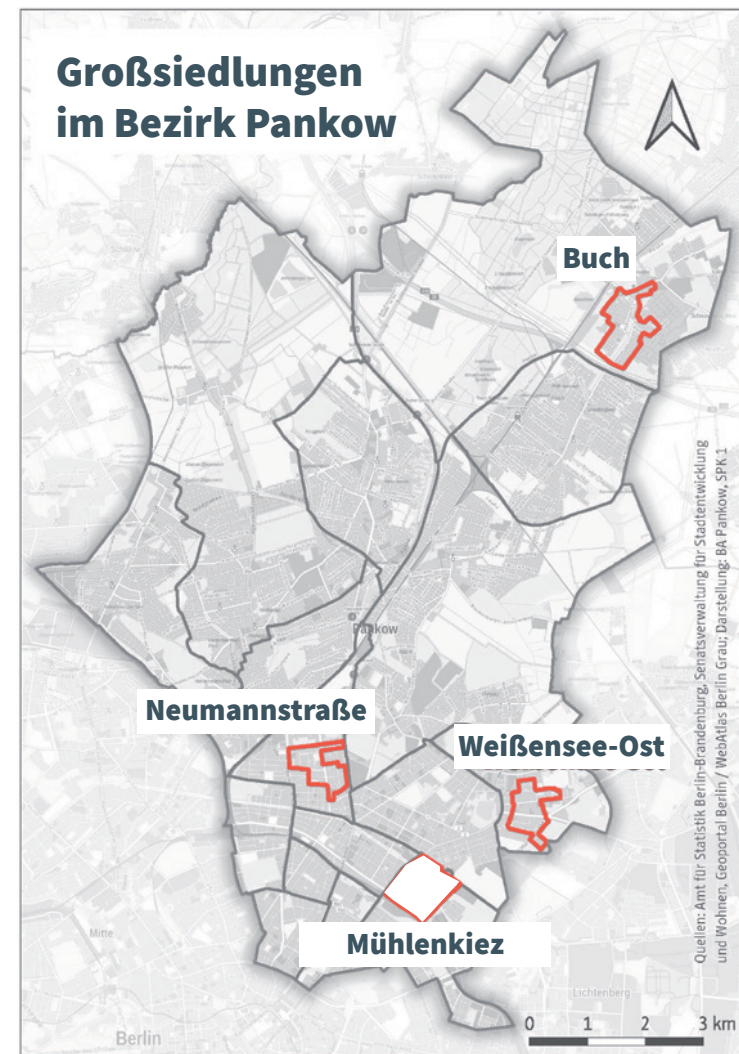 Großsiedlungen
im Bezirk Pankow
Buch
Pankow
Neumannstraße
Weißensee-Ost
Mühlenkiez
Mitte
Lichtenberg
Berlin
0 1 2 3 km
Quellen: Amt für Statistik Berlin-Brandenburg, Senatsverwaltung für Stadtentwicklung
und Wohnen, Geoportal Berlin / WebAtlas Berlin Grau; Darstellung: BA Pankow, SPK 1